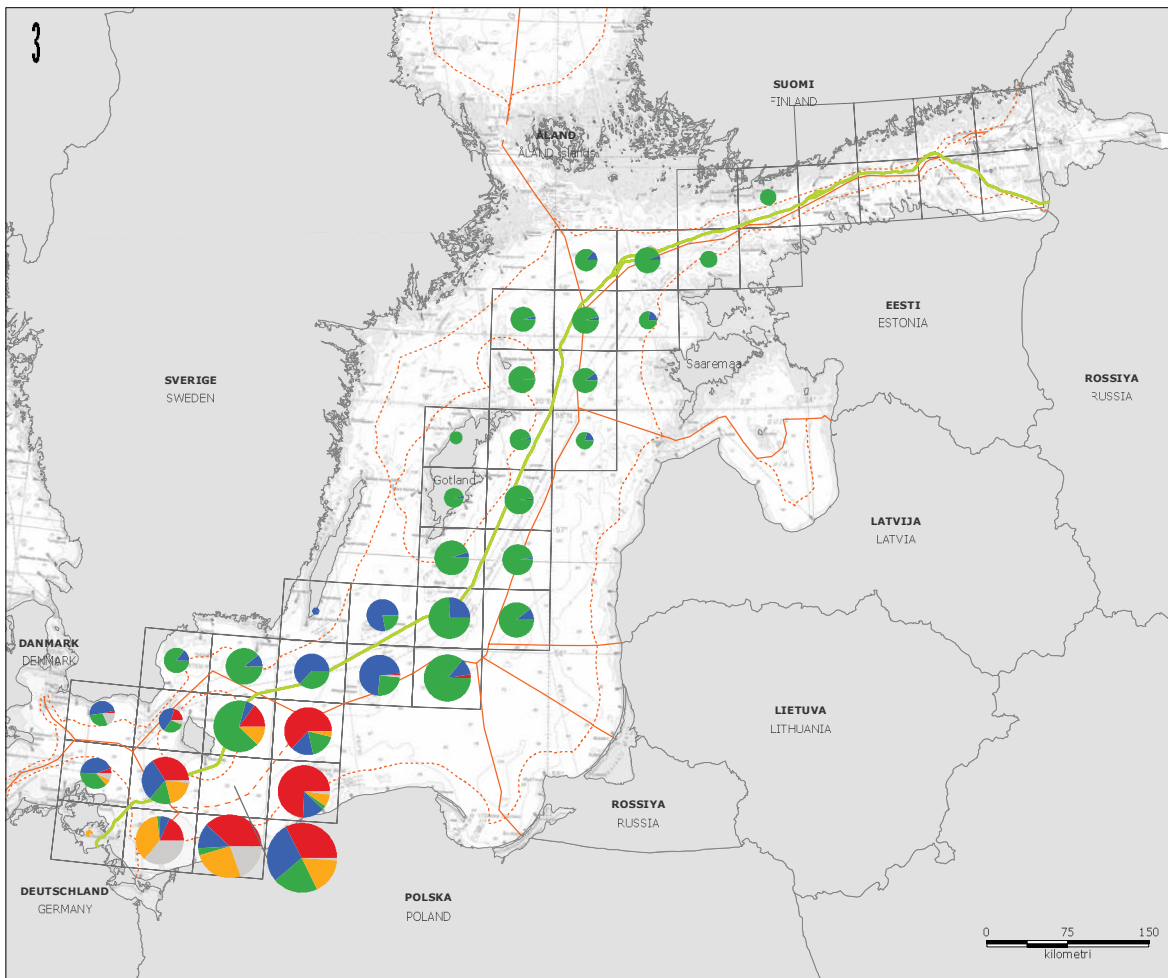 3
SUOMI
FINLAND
ÅLAND
ÅLAND Islands
EESTI
ESTONIA
Saaremaa
SVERIGE
SWEDEN
ROSSIYA
RUSSIA
Gotland
LATVIJA
LATVIA
DANMARK
DENMARK
LIETUVA
LITHUANIA
ROSSIYA
RUSSIA
DEUTSCHLAND
GERMANY
POLSKA
POLAND
0 75 150
kilometri